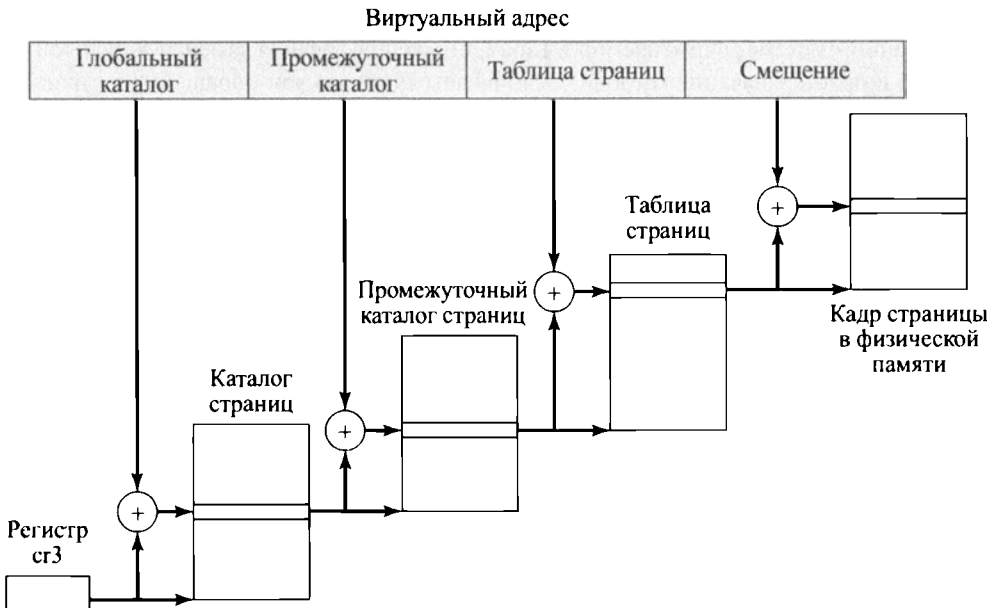 Виртуальный адрес
Глобальный
каталог
Промежуточный
каталог
Таблица страниц
Смещение
+
Таблица
страниц
+
Промежуточный
каталог страниц
Кадр страницы
в физической
памяти
Каталог
страниц
+
+
Регистр
cr3